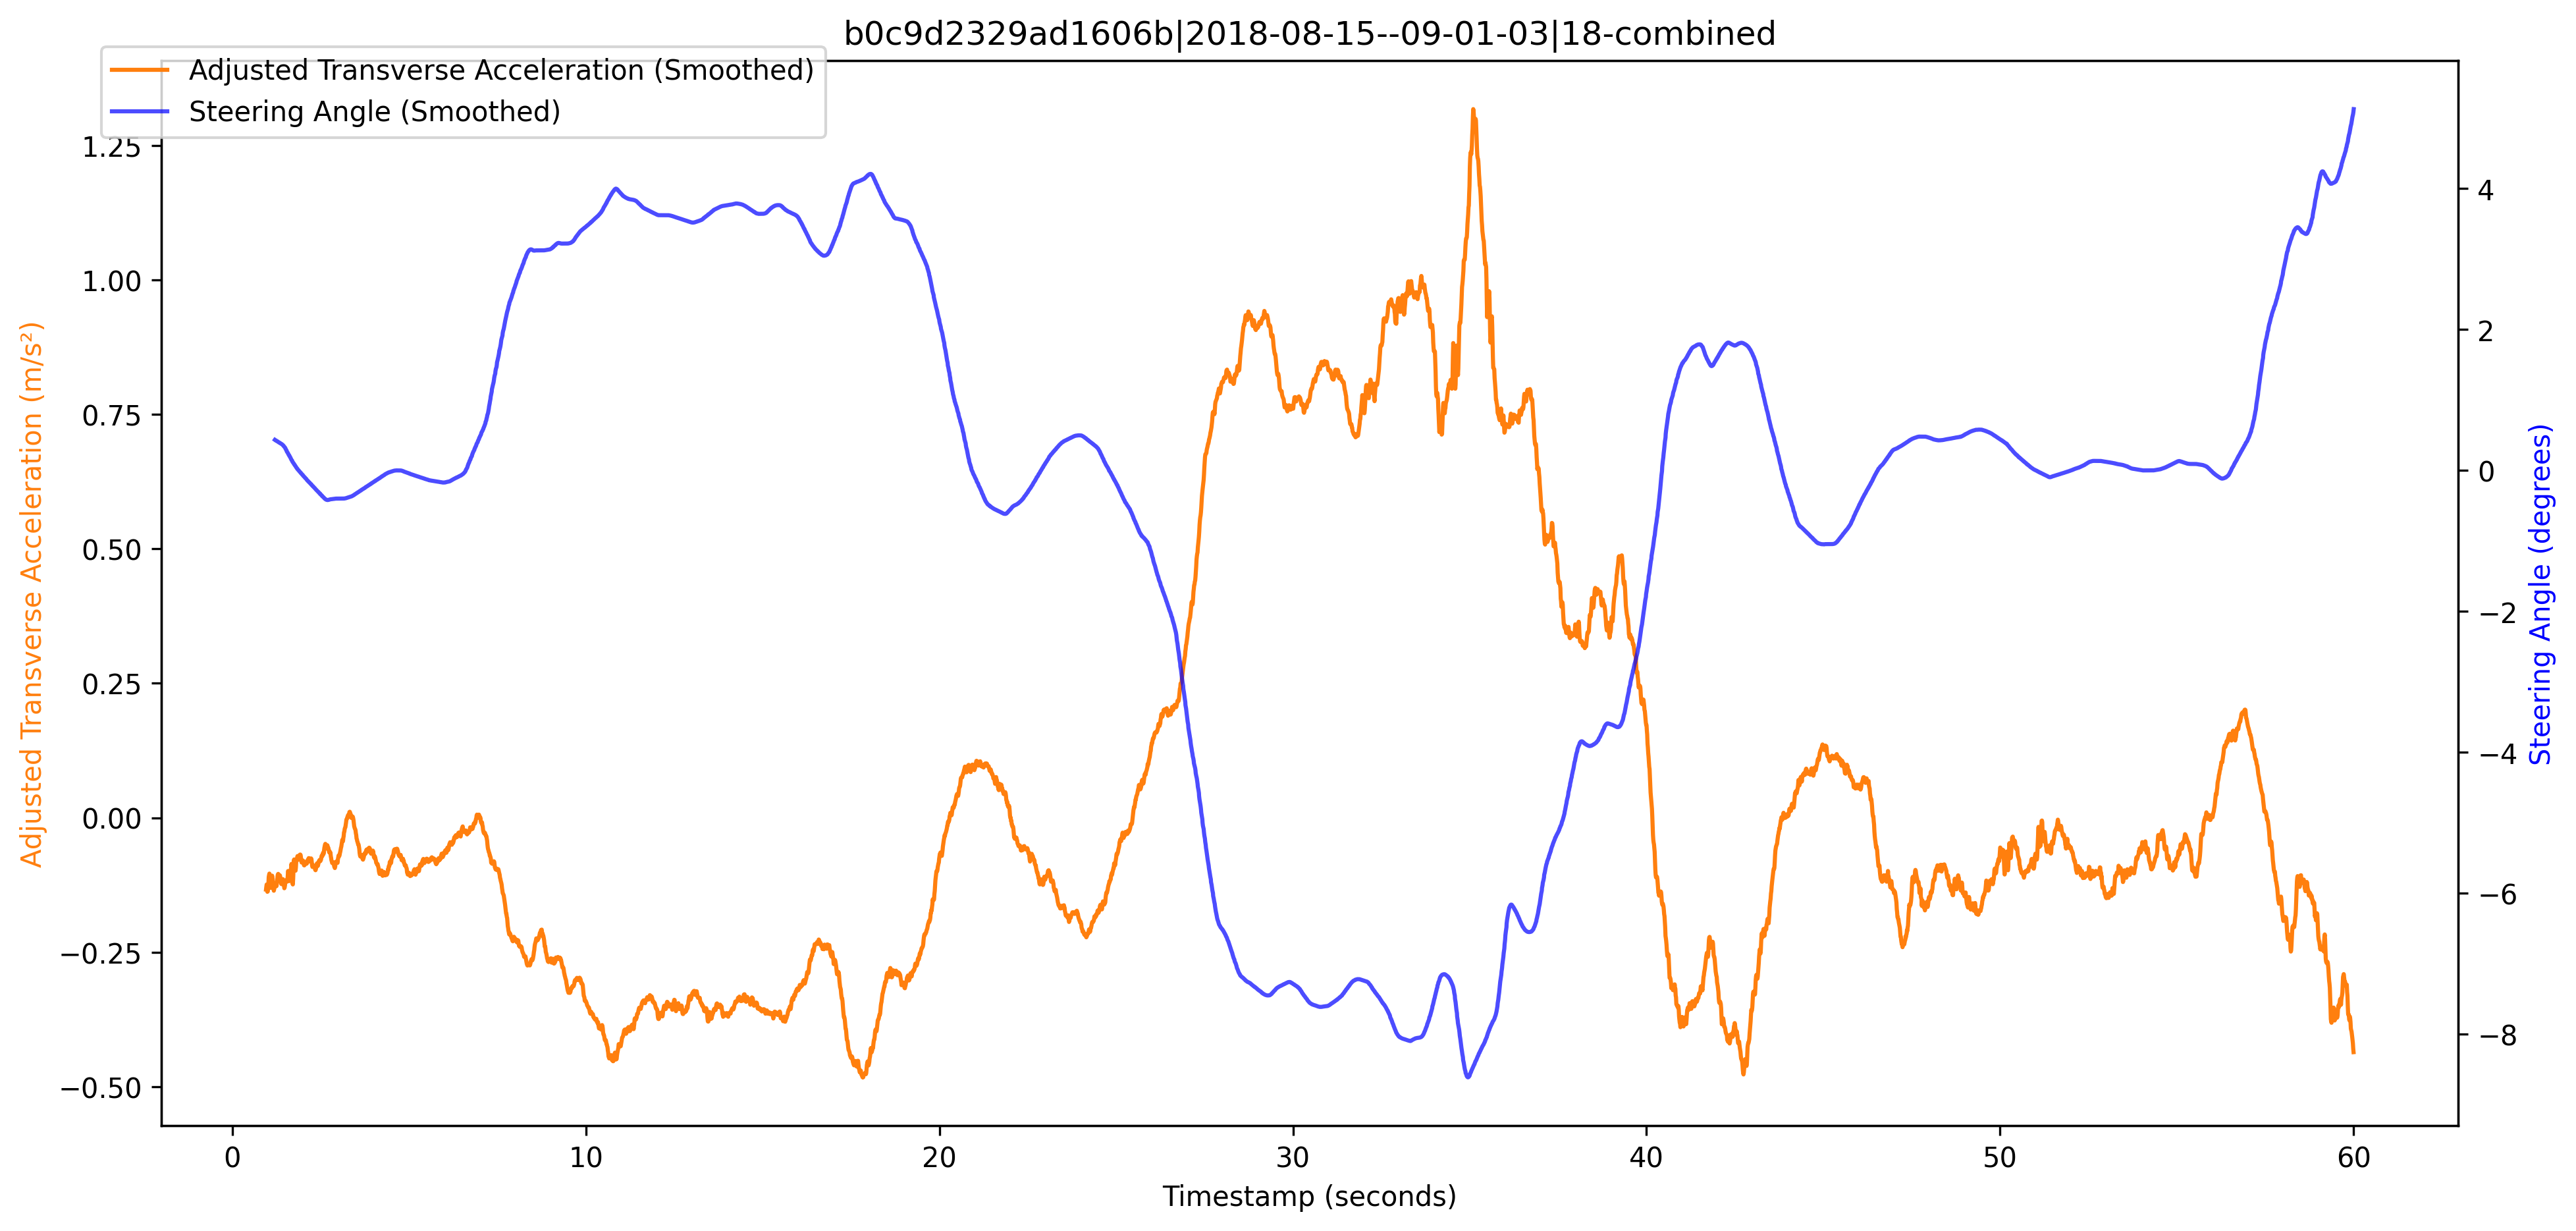 b0c9d2329ad1606b|2018-08-15--09-01-03|18-combined
Adjusted Transverse Acceleration (Smoothed)
Steering Angle (Smoothed)
Adjusted Transverse Acceleration (m/s²)
1.25
1.00
0.75
0.50
0.25
0.00
−0.25
−0.50
4
2
0
−2
−4
−6
−8
Steering Angle (degrees)
0 10 20 30 40 50 60
Timestamp (seconds)